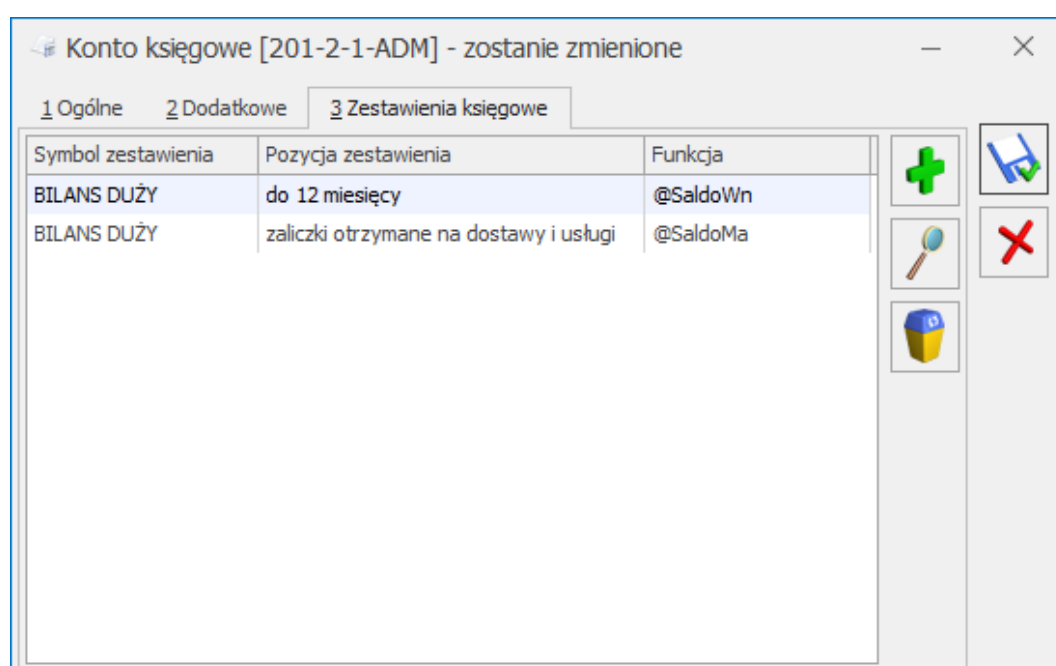 Konto księgowe [201-2-1-ADM] - zostanie zmienione
1 Ogólne 2 Dodatkowe 3 Zestawienia księgowe
Symbol zestawienia Pozycja zestawienia Funkcja
BILANS DUŻY do 12 miesięcy @SaldoWn
BILANS DUŻY zaliczki otrzymane na dostawy i usługi @SaldoMa